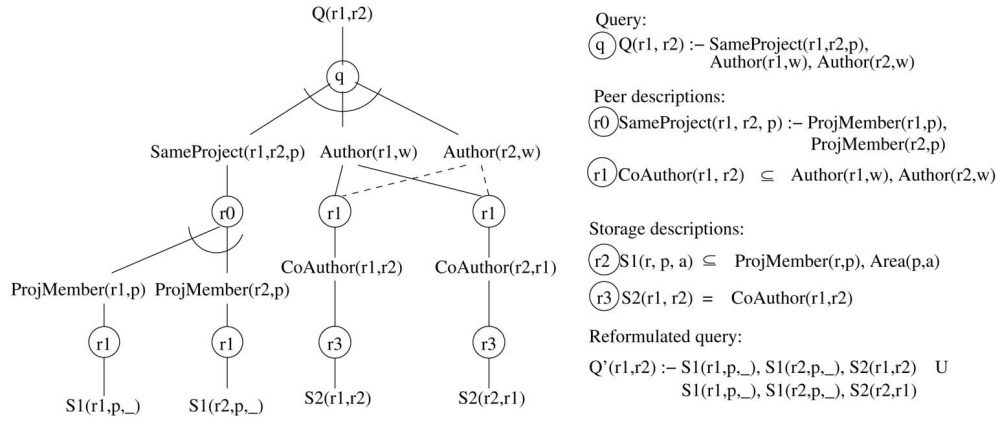 Q(r1,r2)
q
SameProject(r1,r2,p) Author(r1,w) Author(r2,w)
r0 r1 r1
CoAuthor(r1,r2) CoAuthor(r2,r1)
ProjMember(r1,p) ProjMember(r2,p)
r1 r1 r3 r3
S1(r1,p,_) S1(r2,p,_) S2(r1,r2) S2(r2,r1)
Query:
q Q(r1, r2) :− SameProject(r1,r2,p),
Author(r1,w), Author(r2,w)
Peer descriptions:
r0 SameProject(r1, r2, p) :− ProjMember(r1,p),
ProjMember(r2,p)
r1 CoAuthor(r1, r2) ⊆ Author(r1,w), Author(r2,w)
Storage descriptions:
r2 S1(r, p, a) ⊆ ProjMember(r,p), Area(p,a)
r3 S2(r1, r2) = CoAuthor(r1,r2)
Reformulated query:
Q’(r1,r2) :− S1(r1,p,_), S1(r2,p,_), S2(r1,r2) U
S1(r1,p,_), S1(r2,p,_), S2(r2,r1)